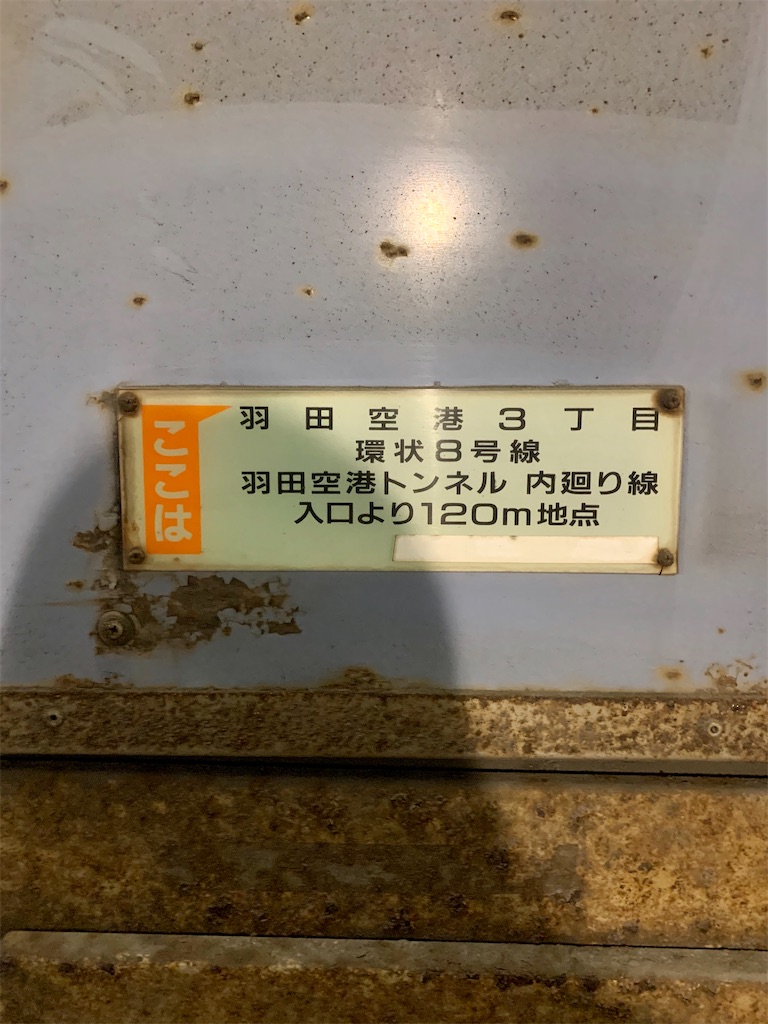 ここは
羽田空港3丁目
環状8号線
羽田空港トンネル 内廻り線
入口より120m地点